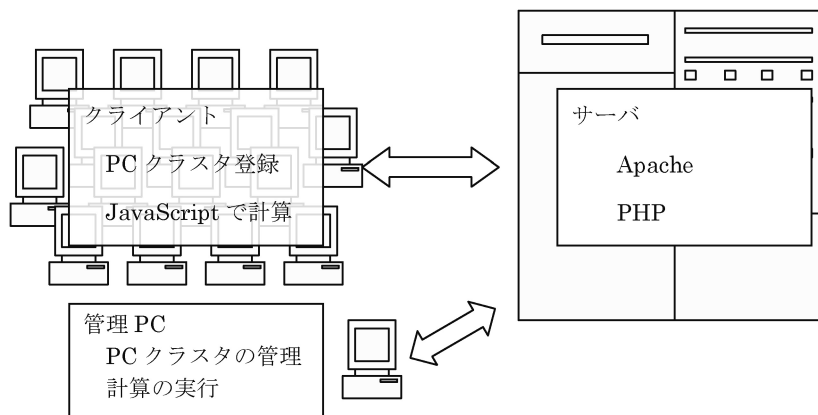 クライアント
PC クラスタ登録
JavaScript で計算
サーバ
Apache
PHP
管理 PC
PC クラスタの管理
計算の実行